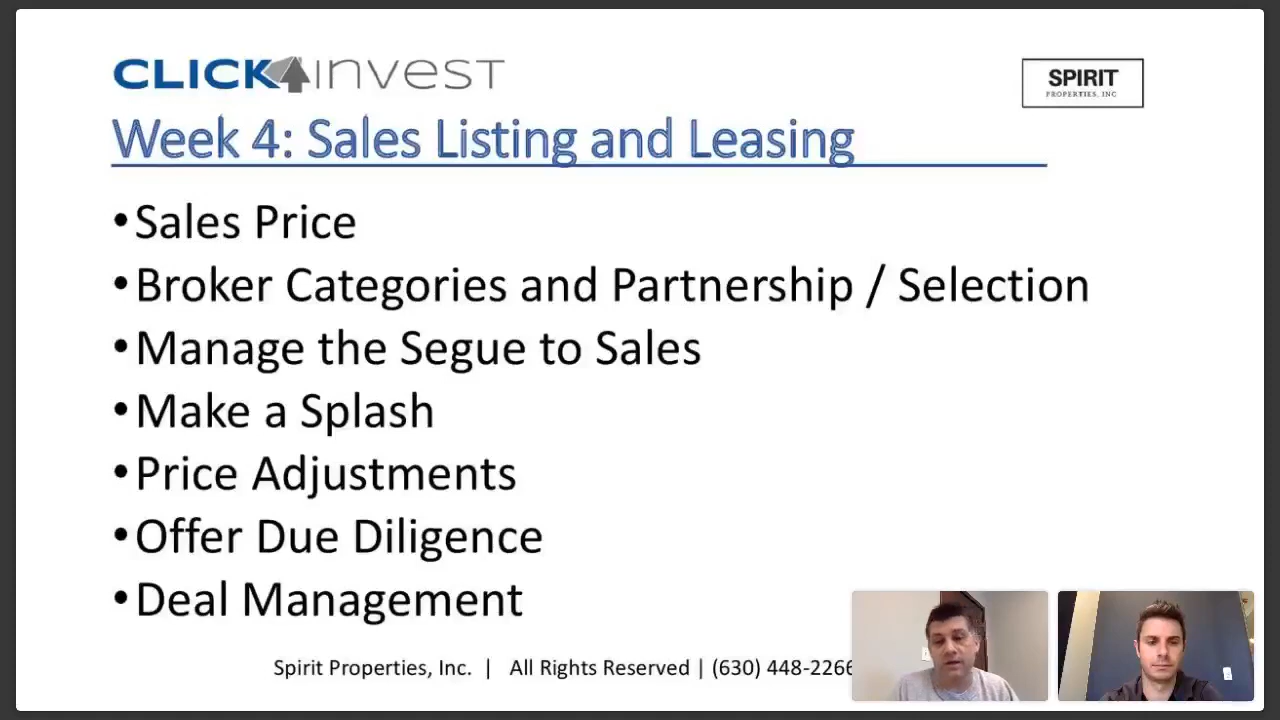 CLICK4INVEST
SPIRIT
PROPERTIES, INC
Week 4: Sales Listing and Leasing
•Sales Price
•Broker Categories and Partnership / Selection
•Manage the Segue to Sales
•Make a Splash
•Price Adjustments
•Offer Due Diligence
•Deal Management
Spirit Properties, Inc. | All Rights Reserved | (630) 448-2266